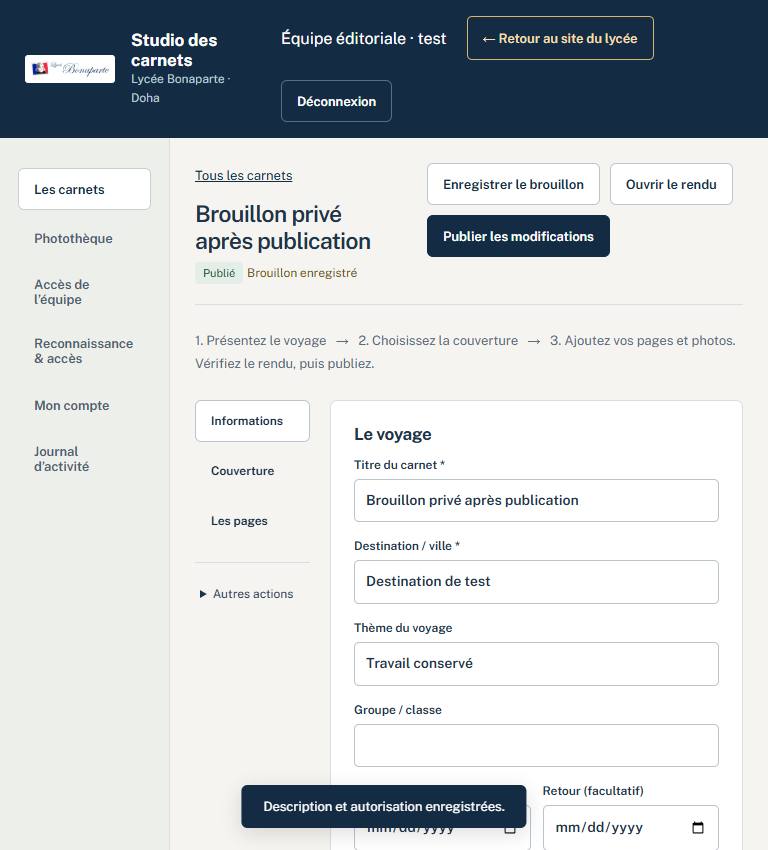 Lycée Bonaparte
Studio des
carnets
Lycée Bonaparte ·
Doha
Équipe éditoriale · test
← Retour au site du lycée
Déconnexion
Les carnets
Photothèque
Accès de
l'équipe
Reconnaissance
& accès
Mon compte
Journal
d'activité
Tous les carnets
Brouillon privé
après publication
Publié
Brouillon enregistré
Enregistrer le brouillon
Ouvrir le rendu
Publier les modifications
1. Présentez le voyage → 2. Choisissez la couverture → 3. Ajoutez vos pages et photos.
Vérifiez le rendu, puis publiez.
Informations
Couverture
Les pages
Autres actions
Le voyage
Titre du carnet *
Brouillon privé après publication
Destination / ville *
Destination de test
Thème du voyage
Travail conservé
Groupe / classe
Retour (facultatif)
mm/dd/yyyy
mm/dd/yyyy
Description et autorisation enregistrées.